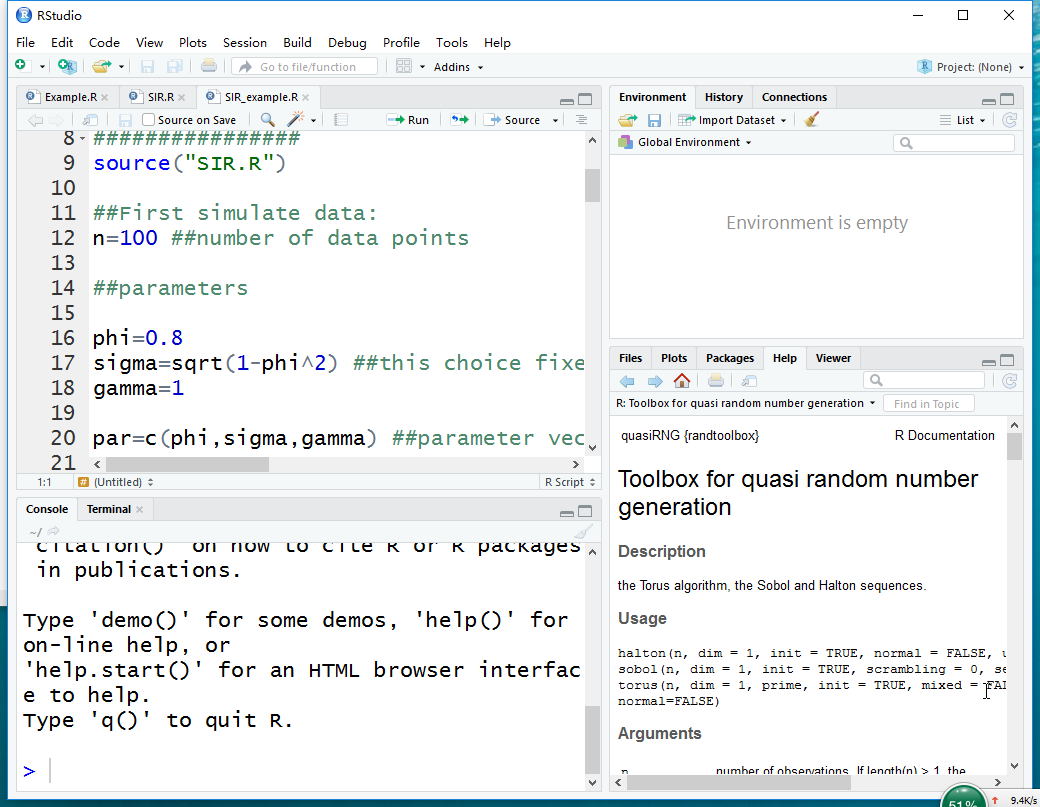 RStudio
File Edit Code View Plots Session Build Debug Profile Tools Help
Go to file/function Addins Project: (None)
Example.R SIR.R SIR_example.R
Source on Save Run Source
8 ################
9 source("SIR.R")
10
11 ##First simulate data:
12 n=100 ##number of data points
13
14 ##parameters
15
16 phi=0.8
17 sigma=sqrt(1-phi^2) ##this choice fixe
18 gamma=1
19
20 par=c(phi,sigma,gamma) ##parameter vec
21
1:1 # (Untitled) R Script
Console Terminal
~/
citation() on how to cite R or R packages
in publications.
Type 'demo()' for some demos, 'help()' for
on-line help, or
'help.start()' for an HTML browser interfac
e to help.
Type 'q()' to quit R.
>
Environment History Connections
Import Dataset List
Global Environment
Environment is empty
Files Plots Packages Help Viewer
R: Toolbox for quasi random number generation Find in Topic
quasiRNG {randtoolbox} R Documentation
Toolbox for quasi random number
generation
Description
the Torus algorithm, the Sobol and Halton sequences.
Usage
halton(n, dim = 1, init = TRUE, normal = FALSE, u
sobol(n, dim = 1, init = TRUE, scrambling = 0, se
torus(n, dim = 1, prime, init = TRUE, mixed = FAL
normal=FALSE)
Arguments
n number of observations. If length(n) > 1, the
51% 9.4K/s